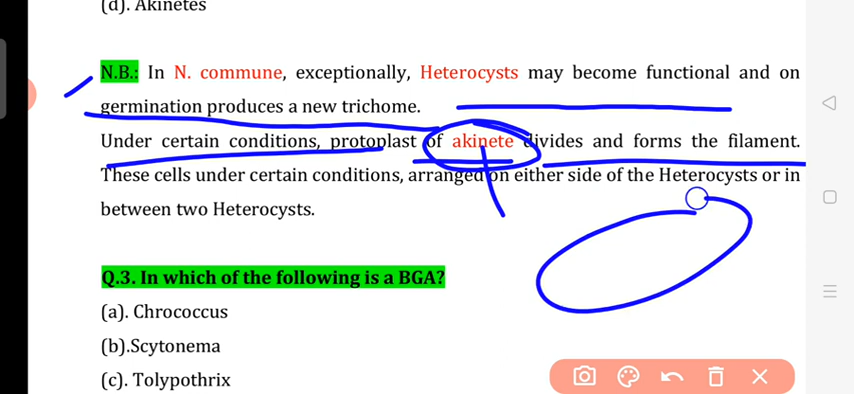 (d). Akinetes
N.B.: In N. commune, exceptionally, Heterocysts may become functional and on
germination produces a new trichome.
Under certain conditions, protoplast of akinete divides and forms the filament.
These cells under certain conditions, arranged on either side of the Heterocysts or in
between two Heterocysts.
Q.3. In which of the following is a BGA?
(a). Chrococcus
(b).Scytonema
(c). Tolypothrix